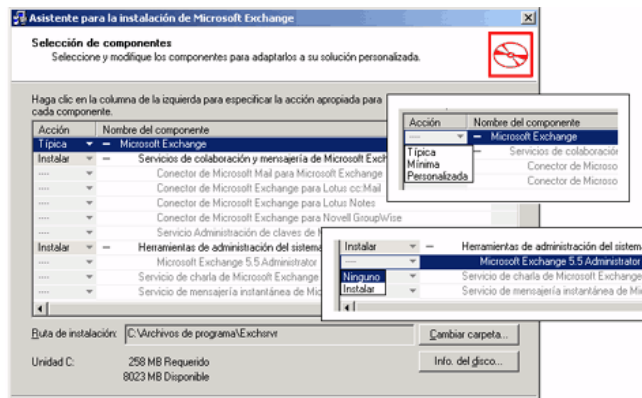 Asistente para la instalación de Microsoft Exchange
Selección de componentes
Seleccione y modifique los componentes para adaptarlos a su solución personalizada.
Haga clic en la columna de la izquierda para especificar la acción apropiada para
cada componente.
Acción Nombre del componente
Típica Microsoft Exchange
Instalar Servicios de colaboración y mensajería de Microsoft Exch
---- Conector de Microsoft Mail para Microsoft Exchange
---- Conector de Microsoft Exchange para Lotus cc:Mail
---- Conector de Microsoft Exchange para Lotus Notes
---- Conector de Microsoft Exchange para Novell GroupWise
---- Servicio Administración de claves de
Instalar Herramientas de administración del sistema
---- Microsoft Exchange 5.5 Administrator
---- Servicio de charla de Microsoft Exchange
---- Servicio de mensajería instantánea de Mic
Acción Nombre del componente
---- Microsoft Exchange
Típica Servicios de colaboración
Mínima Conector de Microso
Personalizada Conector de Microso
Instalar Herramientas de administración del sistema
---- Microsoft Exchange 5.5 Administrator
Ninguno Servicio de charla de Microsoft Exchange
Instalar Servicio de mensajería instantánea de Mi
Ruta de instalación: C:\Archivos de programa\Exchsrvr Cambiar carpeta...
Unidad C: 258 MB Requerido Info. del disco...
8023 MB Disponible